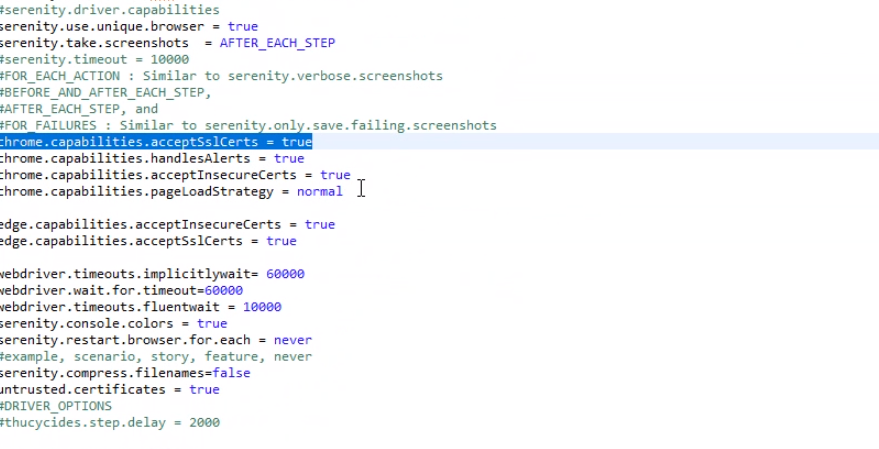 #serenity.driver.capabilities
serenity.use.unique.browser = true
serenity.take.screenshots  = AFTER_EACH_STEP
#serenity.timeout = 10000
#FOR_EACH_ACTION : Similar to serenity.verbose.screenshots
#BEFORE_AND_AFTER_EACH_STEP,
#AFTER_EACH_STEP, and
#FOR_FAILURES : Similar to serenity.only.save.failing.screenshots
chrome.capabilities.acceptSslCerts = true
chrome.capabilities.handlesAlerts = true
chrome.capabilities.acceptInsecureCerts = true
chrome.capabilities.pageLoadStrategy = normal
edge.capabilities.acceptInsecureCerts = true
edge.capabilities.acceptSslCerts = true
webdriver.timeouts.implicitlywait= 60000
webdriver.wait.for.timeout=60000
webdriver.timeouts.fluentwait = 10000
serenity.console.colors = true
serenity.restart.browser.for.each = never
#example, scenario, story, feature, never
serenity.compress.filenames=false
untrusted.certificates = true
#DRIVER_OPTIONS
#thucycides.step.delay = 2000